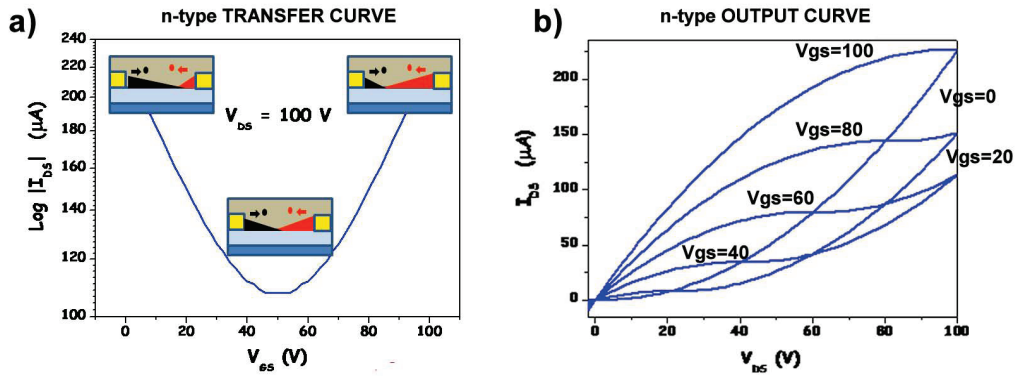 a)
n-type TRANSFER CURVE
Log |I_DS| (µA)
240
220
200
180
160
140
120
100
V_DS = 100 V
0 20 40 60 80 100
V_GS (V)
b)
n-type OUTPUT CURVE
I_DS (µA)
200
150
100
50
0
Vgs=100
Vgs=0
Vgs=80
Vgs=20
Vgs=60
Vgs=40
0 20 40 60 80 100
V_DS (V)